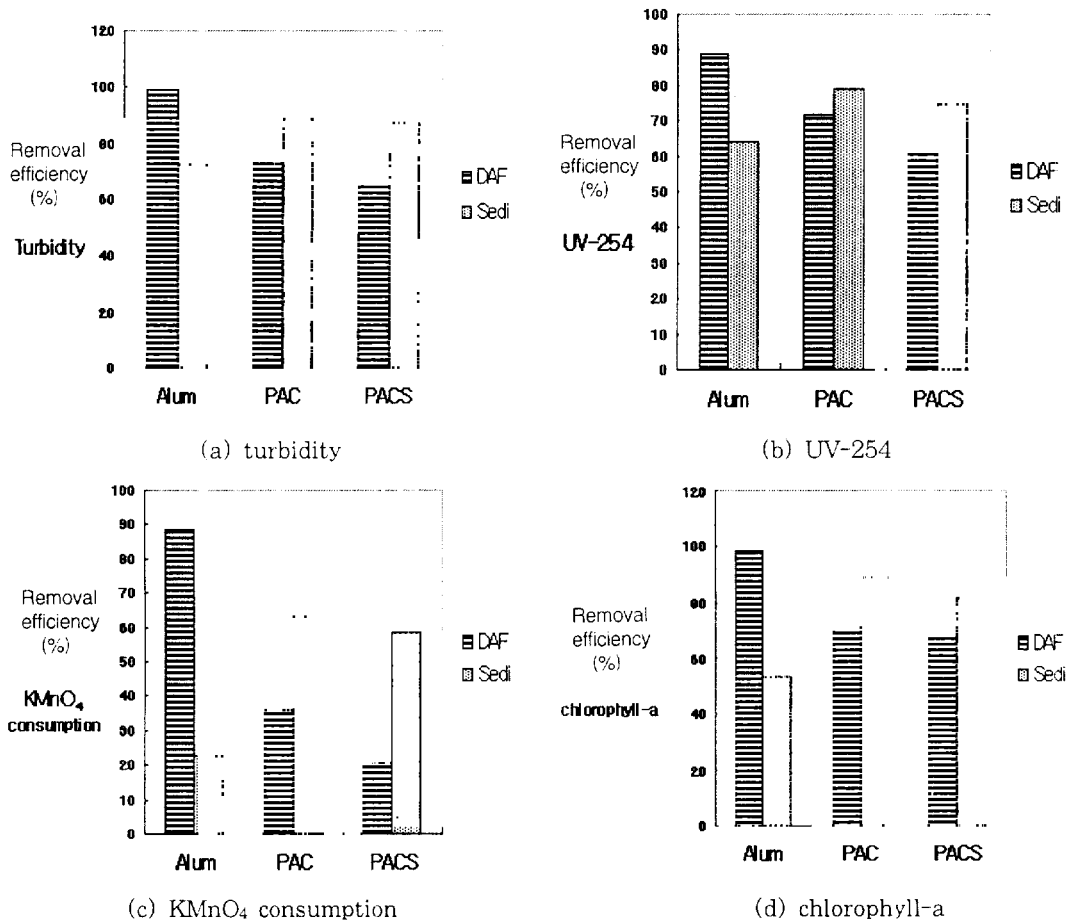 120
100
80
60
40
20
0
Removal
efficiency
(%)
Turbidity
DAF
Sedi
Alum PAC PACS
(a) turbidity
100
90
80
70
60
50
40
30
20
10
0
Removal
efficiency
(%)
UV-254
DAF
Sedi
Alum PAC PACS
(b) UV-254
100
90
80
70
60
50
40
30
20
10
0
Removal
efficiency
(%)
KMnO₄
consumption
DAF
Sedi
Alum PAC PACS
(c) KMnO₄ consumption
120
100
80
60
40
20
0
Removal
efficiency
(%)
chlorophyll-a
DAF
Sedi
Alum PAC PACS
(d) chlorophyll-a